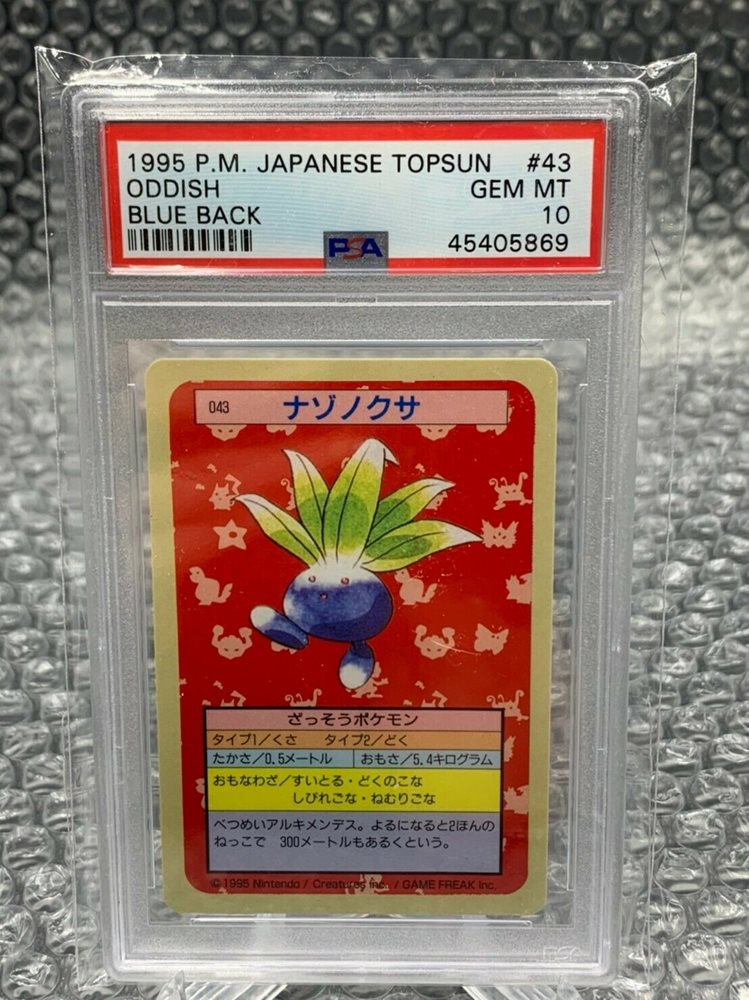 1995 P.M. JAPANESE TOPSUN #43
ODDISH GEM MT
BLUE BACK 10
PSA 45405869
043 ナゾノクサ
ざっそうポケモン
タイプ1/くさ タイプ2/どく
たかさ/0.5メートル おもさ/5.4キログラム
おもなわざ/すいとる・どくのこな
しびれごな・ねむりごな
べつめいアルキメンデス。よるになると2ほんの
ねっこで 300メートルもあるくという。
©1995 Nintendo / Creatures inc. / GAME FREAK inc.
PSA